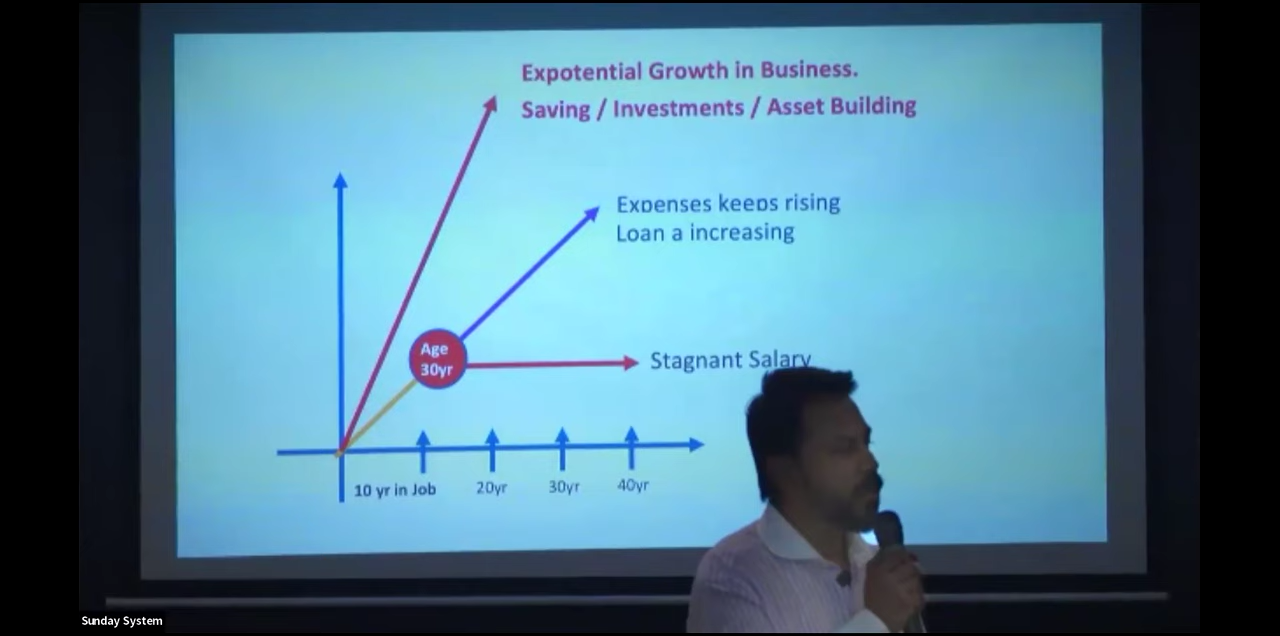 Expotential Growth in Business.
Saving / Investments / Asset Building
Expenses keeps rising
Loan a increasing
Age
30yr
Stagnant Salary
10 yr in Job
20yr
30yr
40yr
Sunday System